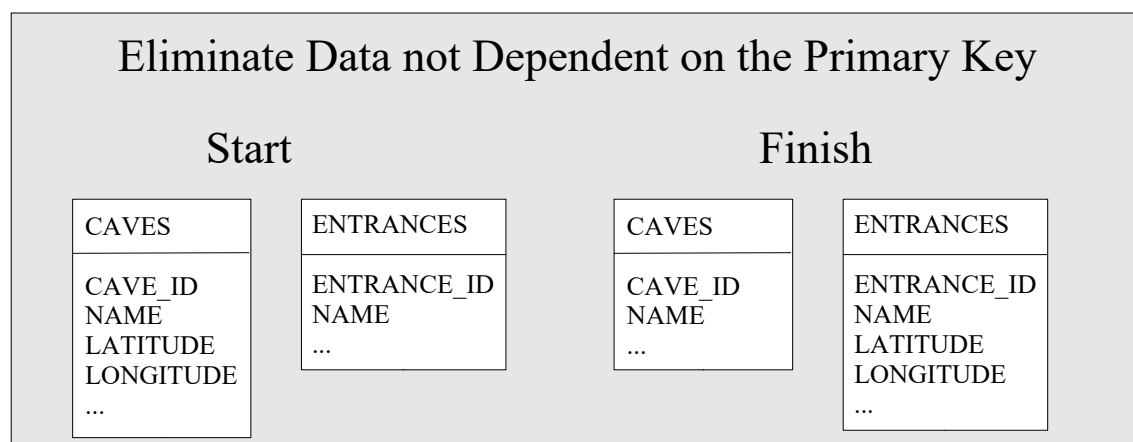 Eliminate Data not Dependent on the Primary Key
Start
Finish
CAVES
CAVE_ID
NAME
LATITUDE
LONGITUDE
...
ENTRANCES
ENTRANCE_ID
NAME
...
CAVES
CAVE_ID
NAME
...
ENTRANCES
ENTRANCE_ID
NAME
LATITUDE
LONGITUDE
...